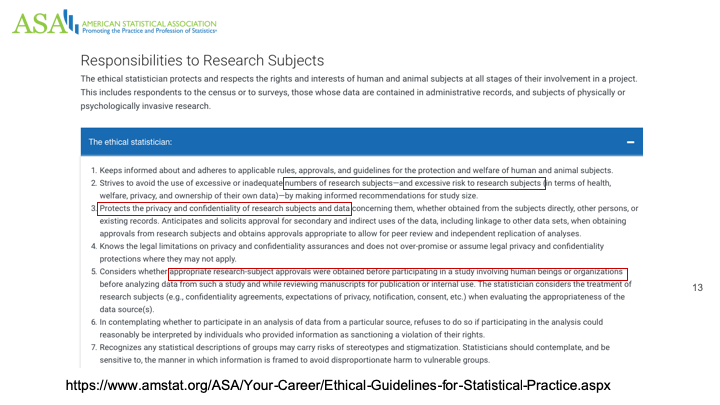 ASA AMERICAN STATISTICAL ASSOCIATION
Promoting the Practice and Profession of Statistics®
Responsibilities to Research Subjects
The ethical statistician protects and respects the rights and interests of human and animal subjects at all stages of their involvement in a project.
This includes respondents to the census or to surveys, those whose data are contained in administrative records, and subjects of physically or
psychologically invasive research.
The ethical statistician:
1. Keeps informed about and adheres to applicable rules, approvals, and guidelines for the protection and welfare of human and animal subjects.
2. Strives to avoid the use of excessive or inadequate numbers of research subjects—and excessive risk to research subjects (in terms of health,
welfare, privacy, and ownership of their own data)—by making informed recommendations for study size.
3. Protects the privacy and confidentiality of research subjects and data concerning them, whether obtained from the subjects directly, other persons, or
existing records. Anticipates and solicits approval for secondary and indirect uses of the data, including linkage to other data sets, when obtaining
approvals from research subjects and obtains approvals appropriate to allow for peer review and independent replication of analyses.
4. Knows the legal limitations on privacy and confidentiality assurances and does not over-promise or assume legal privacy and confidentiality
protections where they may not apply.
5. Considers whether appropriate research-subject approvals were obtained before participating in a study involving human beings or organizations
before analyzing data from such a study and while reviewing manuscripts for publication or internal use. The statistician considers the treatment of
research subjects (e.g., confidentiality agreements, expectations of privacy, notification, consent, etc.) when evaluating the appropriateness of the
data source(s).
6. In contemplating whether to participate in an analysis of data from a particular source, refuses to do so if participating in the analysis could
reasonably be interpreted by individuals who provided information as sanctioning a violation of their rights.
7. Recognizes any statistical descriptions of groups may carry risks of stereotypes and stigmatization. Statisticians should contemplate, and be
sensitive to, the manner in which information is framed to avoid disproportionate harm to vulnerable groups.
13
https://www.amstat.org/ASA/Your-Career/Ethical-Guidelines-for-Statistical-Practice.aspx